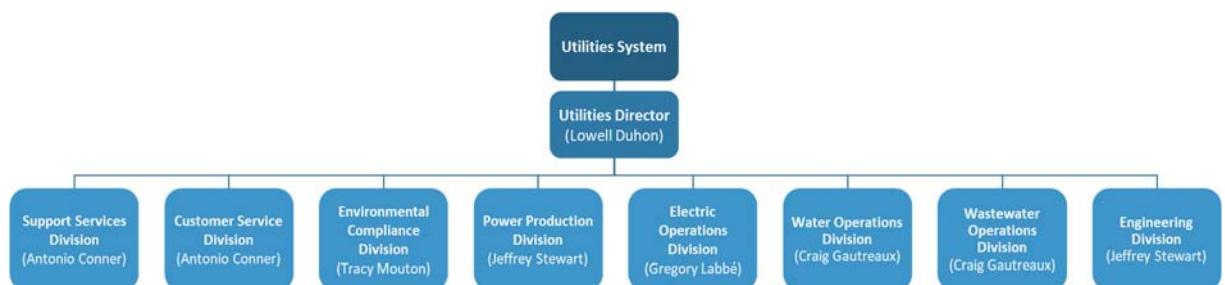 Utilities System
Utilities Director
(Lowell Duhon)
Support Services
Division
(Antonio Conner)
Customer Service
Division
(Antonio Conner)
Environmental
Compliance
Division
(Tracy Mouton)
Power Production
Division
(Jeffrey Stewart)
Electric
Operations
Division
(Gregory Labbé)
Water Operations
Division
(Craig Gautreaux)
Wastewater
Operations
Division
(Craig Gautreaux)
Engineering
Division
(Jeffrey Stewart)